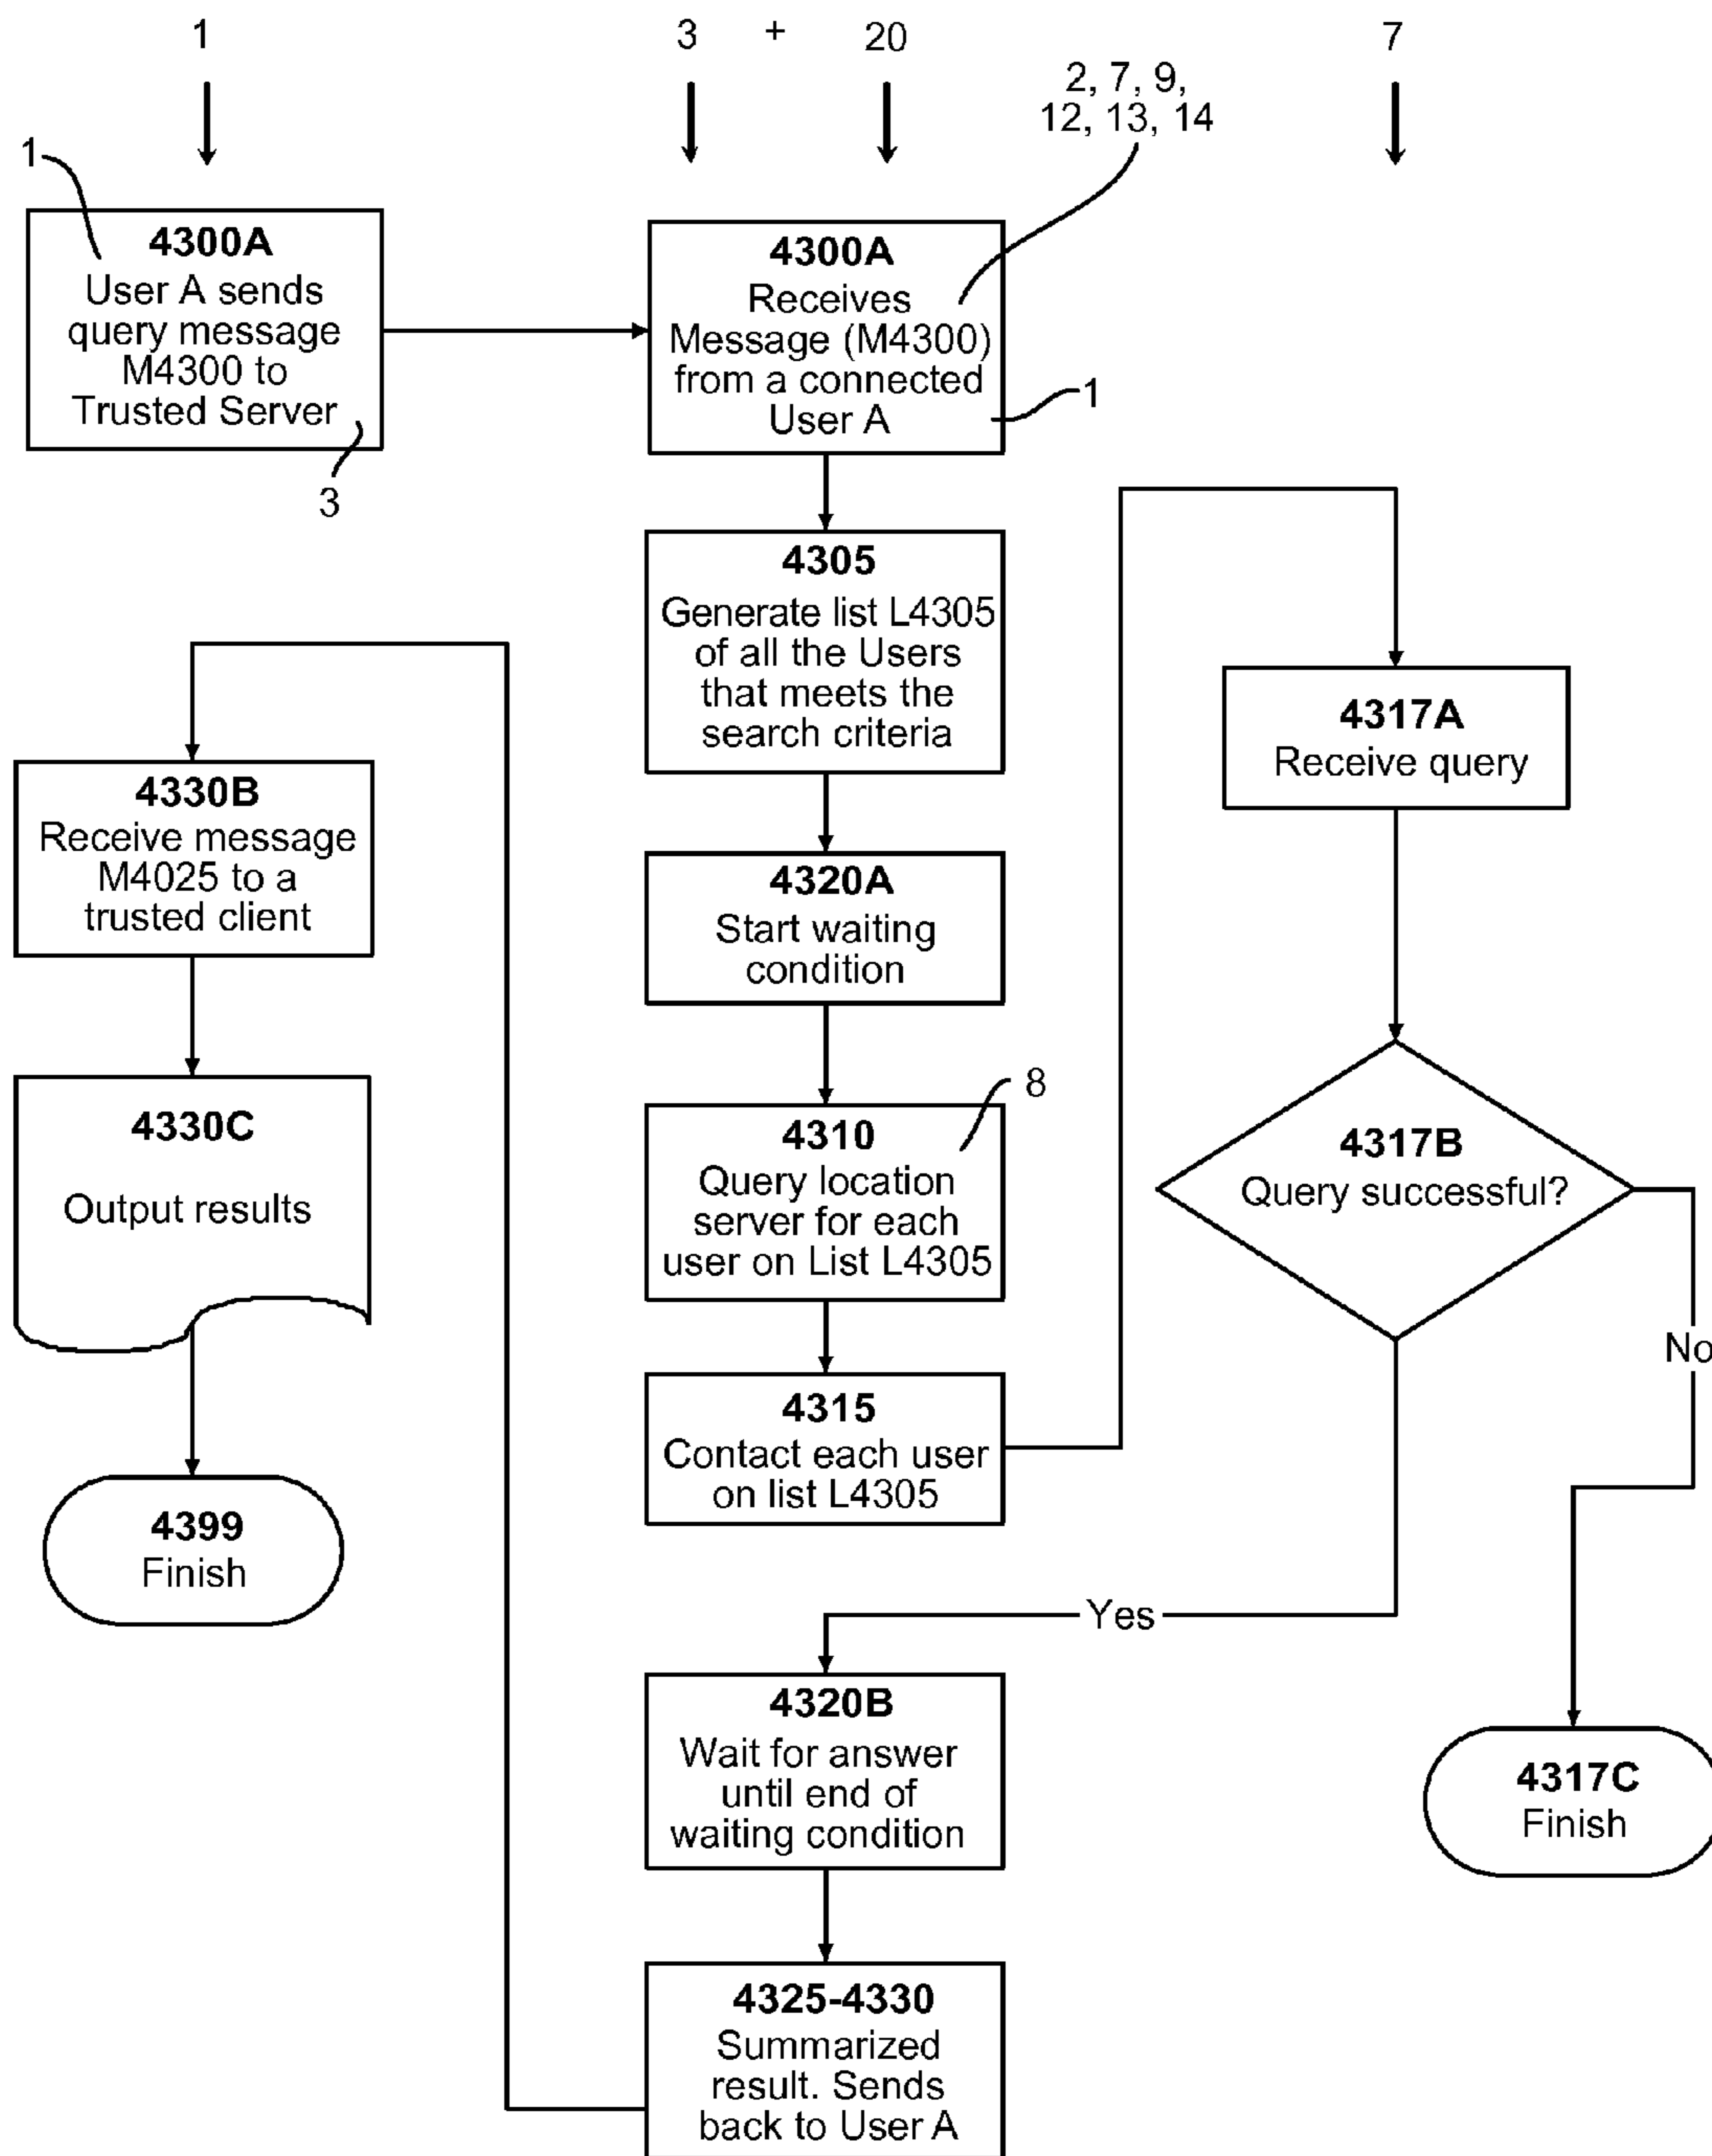 1
3 + 20
7
2, 7, 9,
12, 13, 14
1
4300A
User A sends
query message
M4300 to
Trusted Server
3
4300A
Receives
Message (M4300)
from a connected
User A
1
4305
Generate list L4305
of all the Users
that meets the
search criteria
4317A
Receive query
4330B
Receive message
M4025 to a
trusted client
4320A
Start waiting
condition
8
4310
Query location
server for each
user on List L4305
4330C
Output results
4317B
Query successful?
No
4315
Contact each user
on list L4305
4399
Finish
Yes
4320B
Wait for answer
until end of
waiting condition
4317C
Finish
4325-4330
Summarized
result. Sends
back to User A